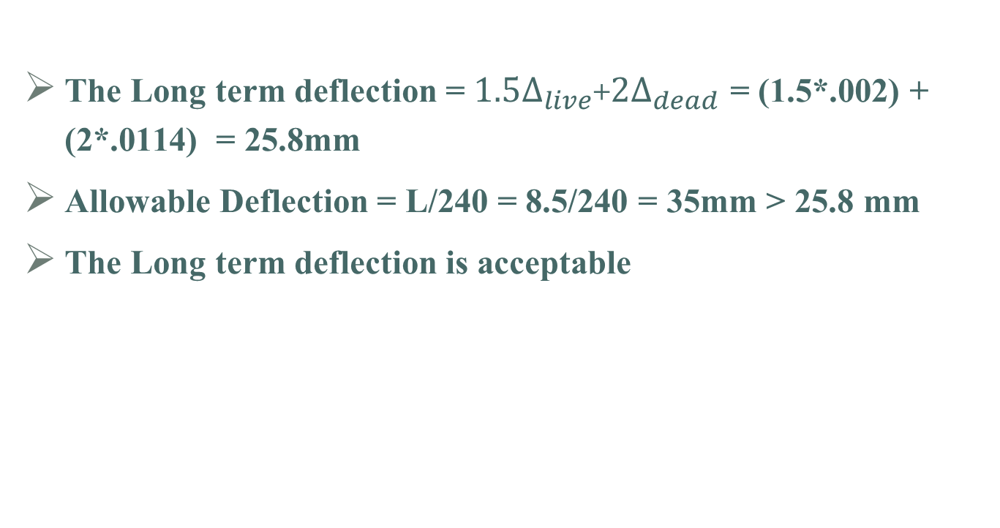 ➢ The Long term deflection = 1.5Δ_live+2Δ_dead = (1.5*.002) +
(2*.0114) = 25.8mm
➢ Allowable Deflection = L/240 = 8.5/240 = 35mm > 25.8 mm
➢ The Long term deflection is acceptable